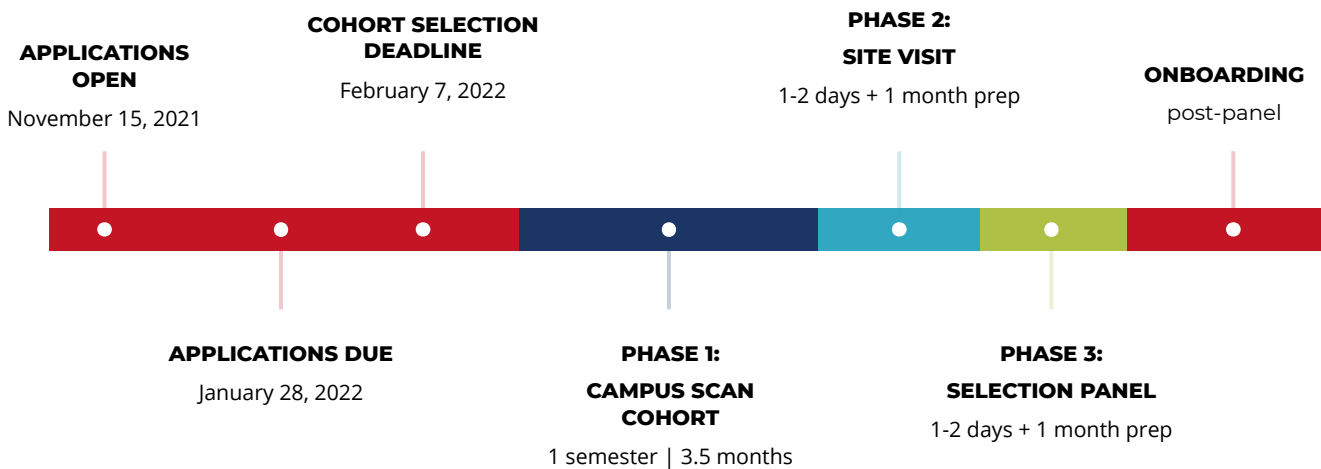 APPLICATIONS
OPEN
November 15, 2021
APPLICATIONS DUE
January 28, 2022
COHORT SELECTION
DEADLINE
February 7, 2022
PHASE 1:
CAMPUS SCAN
COHORT
1 semester | 3.5 months
PHASE 2:
SITE VISIT
1-2 days + 1 month prep
PHASE 3:
SELECTION PANEL
1-2 days + 1 month prep
ONBOARDING
post-panel